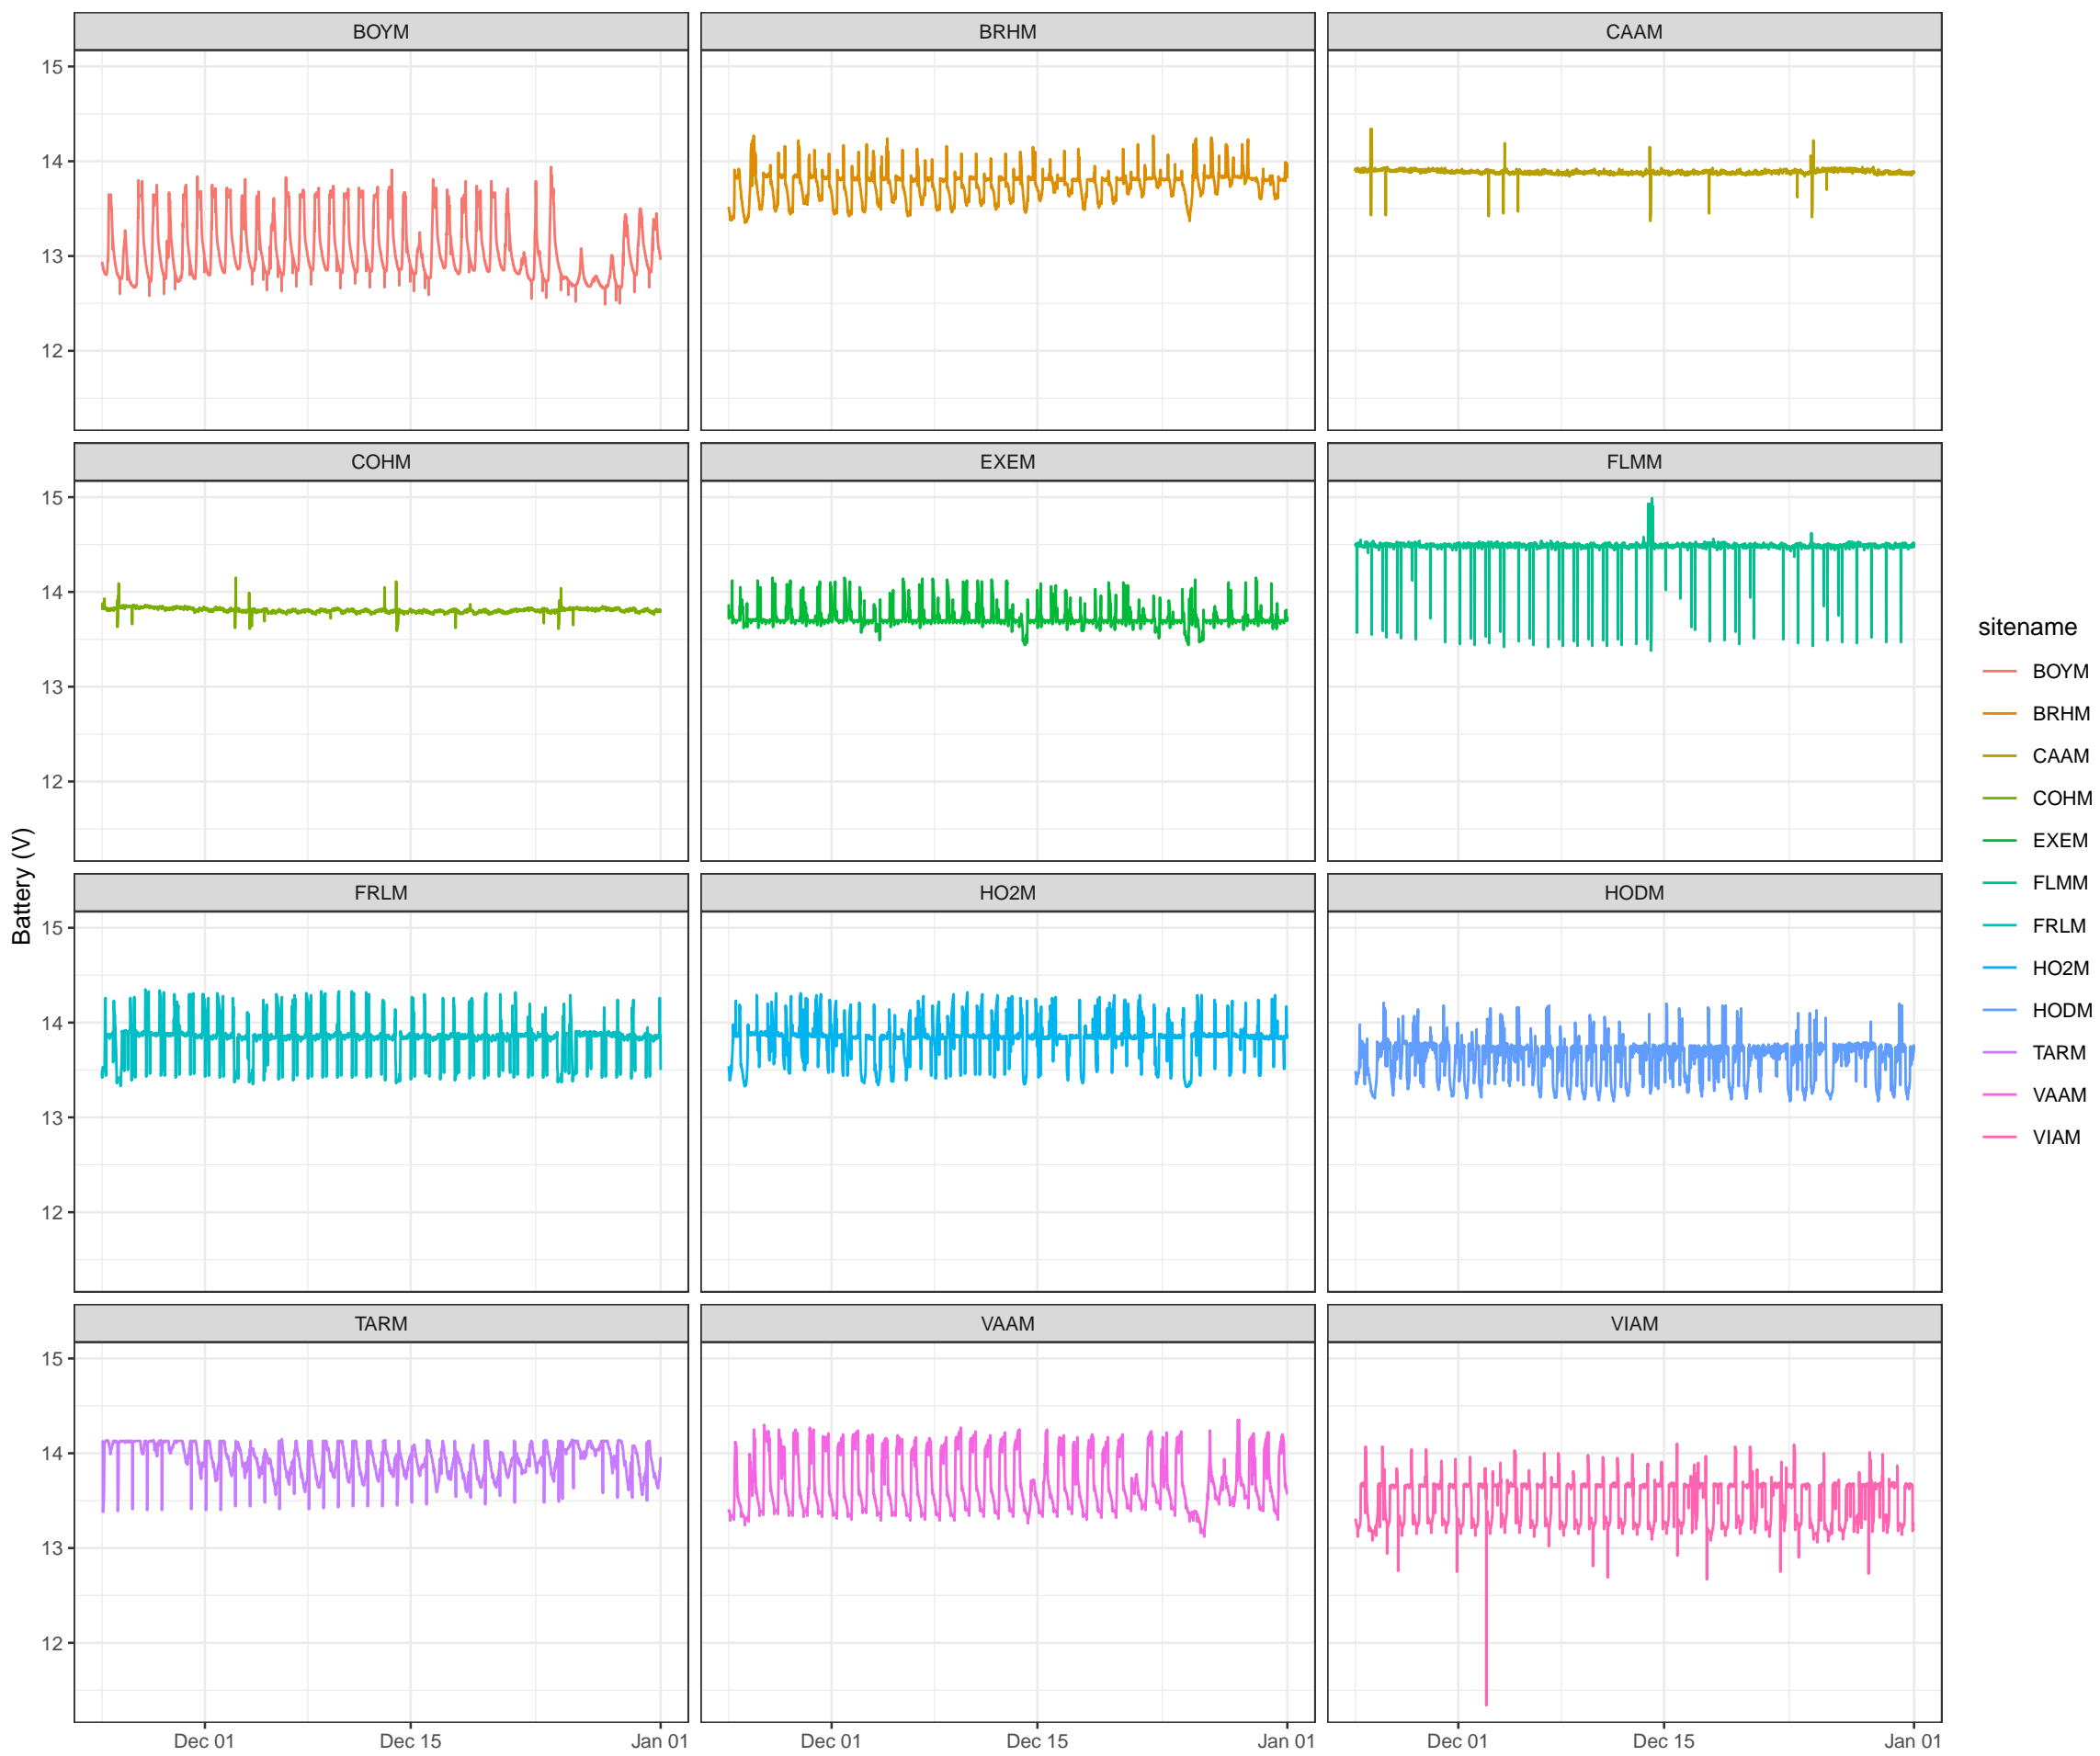 BOYM BRHM CAAM
15
14
13
12
COHM EXEM FLMM
15
14
13
12
FRLM HO2M HODM
15
14
13
12
TARM VAAM VIAM
15
14
13
12
Dec 01 Dec 15 Jan 01 Dec 01 Dec 15 Jan 01 Dec 01 Dec 15 Jan 01
Battery (V)
sitename
BOYM
BRHM
CAAM
COHM
EXEM
FLMM
FRLM
HO2M
HODM
TARM
VAAM
VIAM